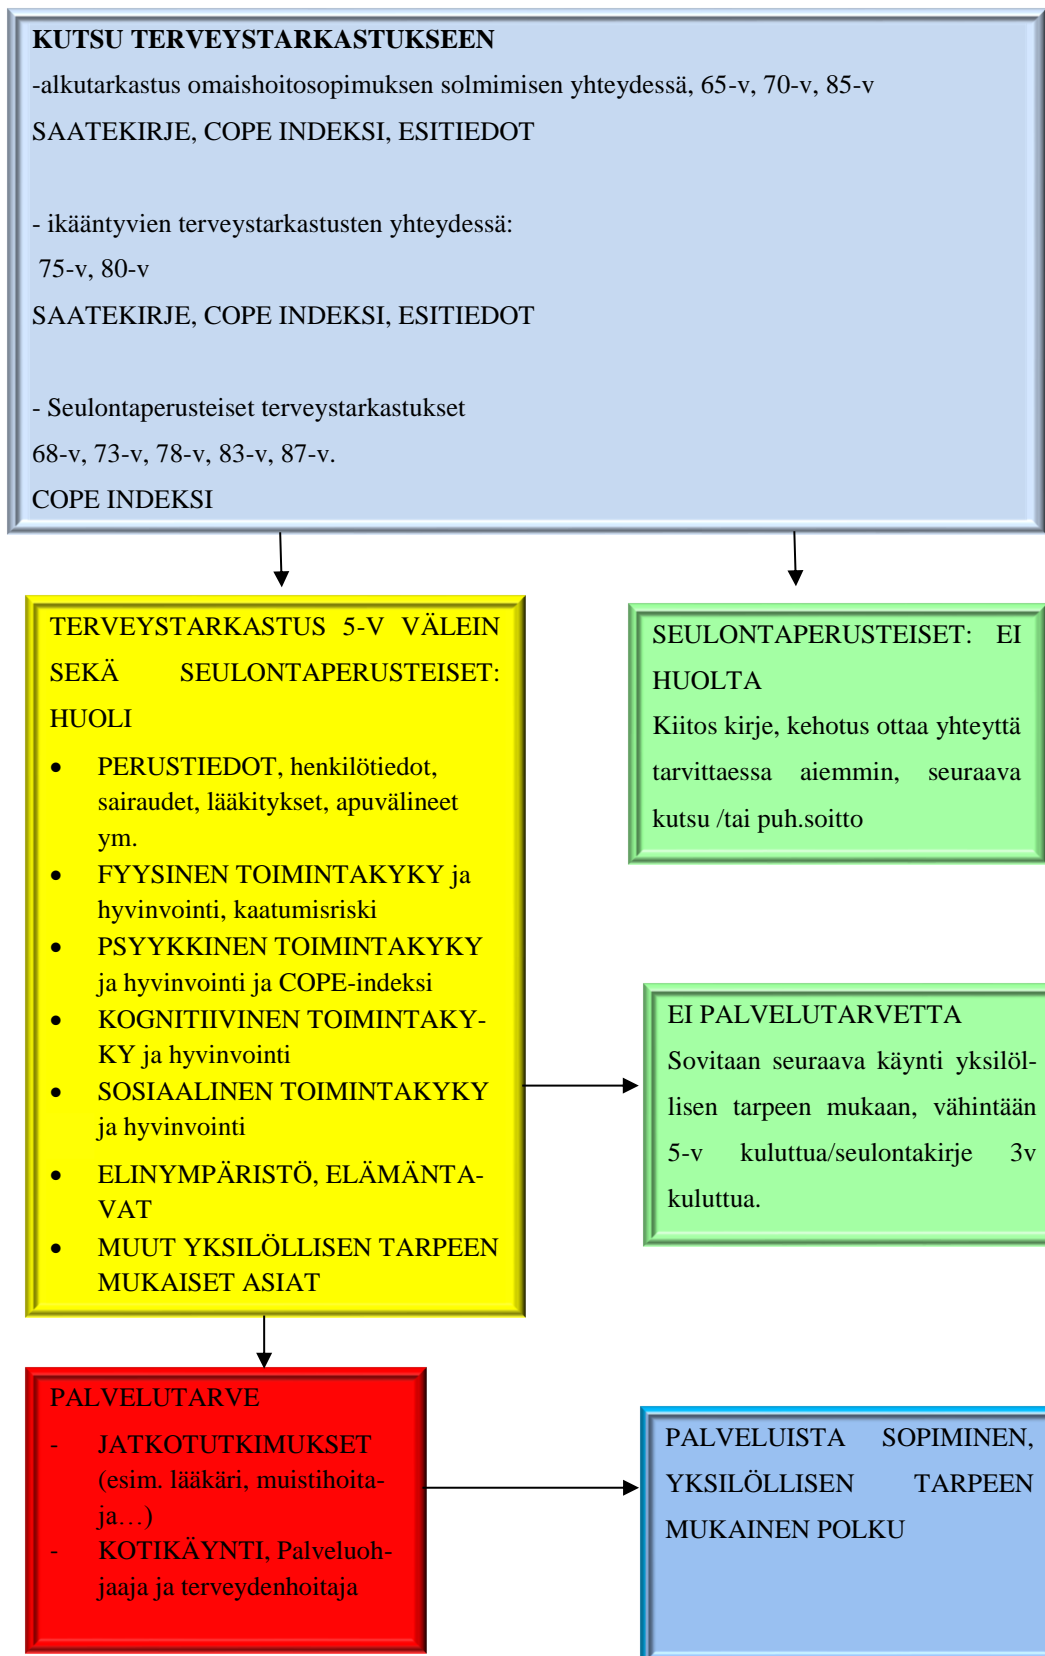 KUTSU TERVEYSTARKASTUKSEEN
-alkutarkastus omaishoitosopimuksen solmimisen yhteydessä, 65-v, 70-v, 85-v
SAATEKIRJE, COPE INDEKSI, ESITIEDOT
- ikääntyvien terveystarkastusten yhteydessä:
75-v, 80-v
SAATEKIRJE, COPE INDEKSI, ESITIEDOT
- Seulontaperusteiset terveystarkastukset
68-v, 73-v, 78-v, 83-v, 87-v.
COPE INDEKSI
TERVEYSTARKASTUS 5-V VÄLEIN
SEKÄ SEULONTAPERUSTEISET:
HUOLI
• PERUSTIEDOT, henkilötiedot,
sairaudet, lääkitykset, apuvälineet
ym.
• FYYSINEN TOIMINTAKYKY ja
hyvinvointi, kaatumisriski
• PSYYKKINEN TOIMINTAKYKY
ja hyvinvointi ja COPE-indeksi
• KOGNITIIVINEN TOIMINTAKY-
KY ja hyvinvointi
• SOSIAALINEN TOIMINTAKYKY
ja hyvinvointi
• ELINYMPÄRISTÖ, ELÄMÄNTA-
VAT
• MUUT YKSILÖLLISEN TARPEEN
MUKAISET ASIAT
SEULONTAPERUSTEISET: EI
HUOLTA
Kiitos kirje, kehotus ottaa yhteyttä
tarvittaessa aiemmin, seuraava
kutsu /tai puh.soitto
EI PALVELUTARVETTA
Sovitaan seuraava käynti yksilöl-
lisen tarpeen mukaan, vähintään
5-v kuluttua/seulontakirje 3v
kuluttua.
PALVELUTARVE
- JATKOTUTKIMUKSET
(esim. lääkäri, muistihoita-
ja…)
- KOTIKÄYNTI, Palveluoh-
jaaja ja terveydenhoitaja
PALVELUISTA SOPIMINEN,
YKSILÖLLISEN TARPEEN
MUKAINEN POLKU